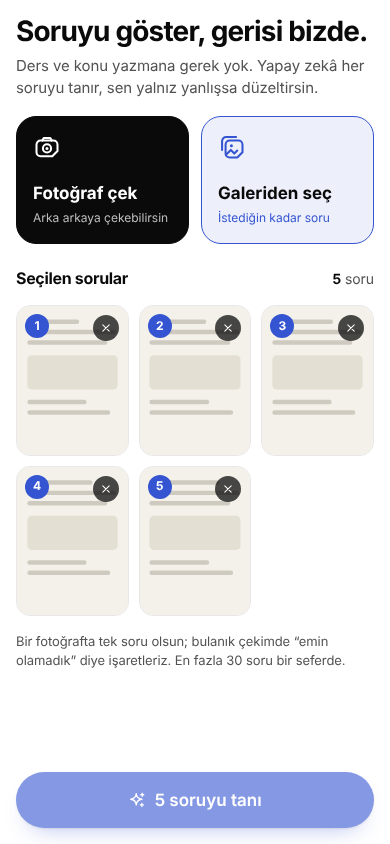 Soruyu göster, gerisi bizde.
Ders ve konu yazmana gerek yok. Yapay zekâ her
soruyu tanır, sen yalnız yanlışsa düzeltirsin.
Fotoğraf çek
Arka arkaya çekebilirsin
Galeriden seç
İstediğin kadar soru
Seçilen sorular
5 soru
1
2
3
4
5
Bir fotoğrafta tek soru olsun; bulanık çekimde “emin
olamadık” diye işaretleriz. En fazla 30 soru bir seferde.
5 soruyu tanı